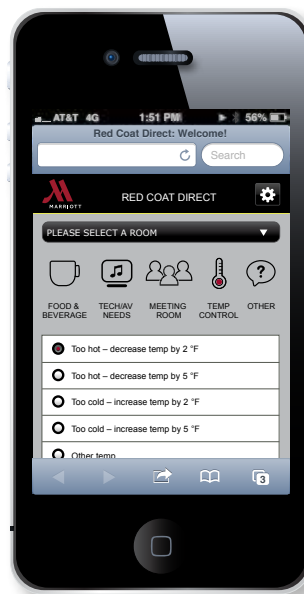 AT&T 4G 1:51 PM 56%
Red Coat Direct: Welcome!
Search
MARRIOTT
RED COAT DIRECT
PLEASE SELECT A ROOM
FOOD & BEVERAGE
TECH/AV NEEDS
MEETING ROOM
TEMP CONTROL
OTHER
Too hot – decrease temp by 2 °F
Too hot – decrease temp by 5 °F
Too cold – increase temp by 2 °F
Too cold – increase temp by 5 °F
Other temp
3